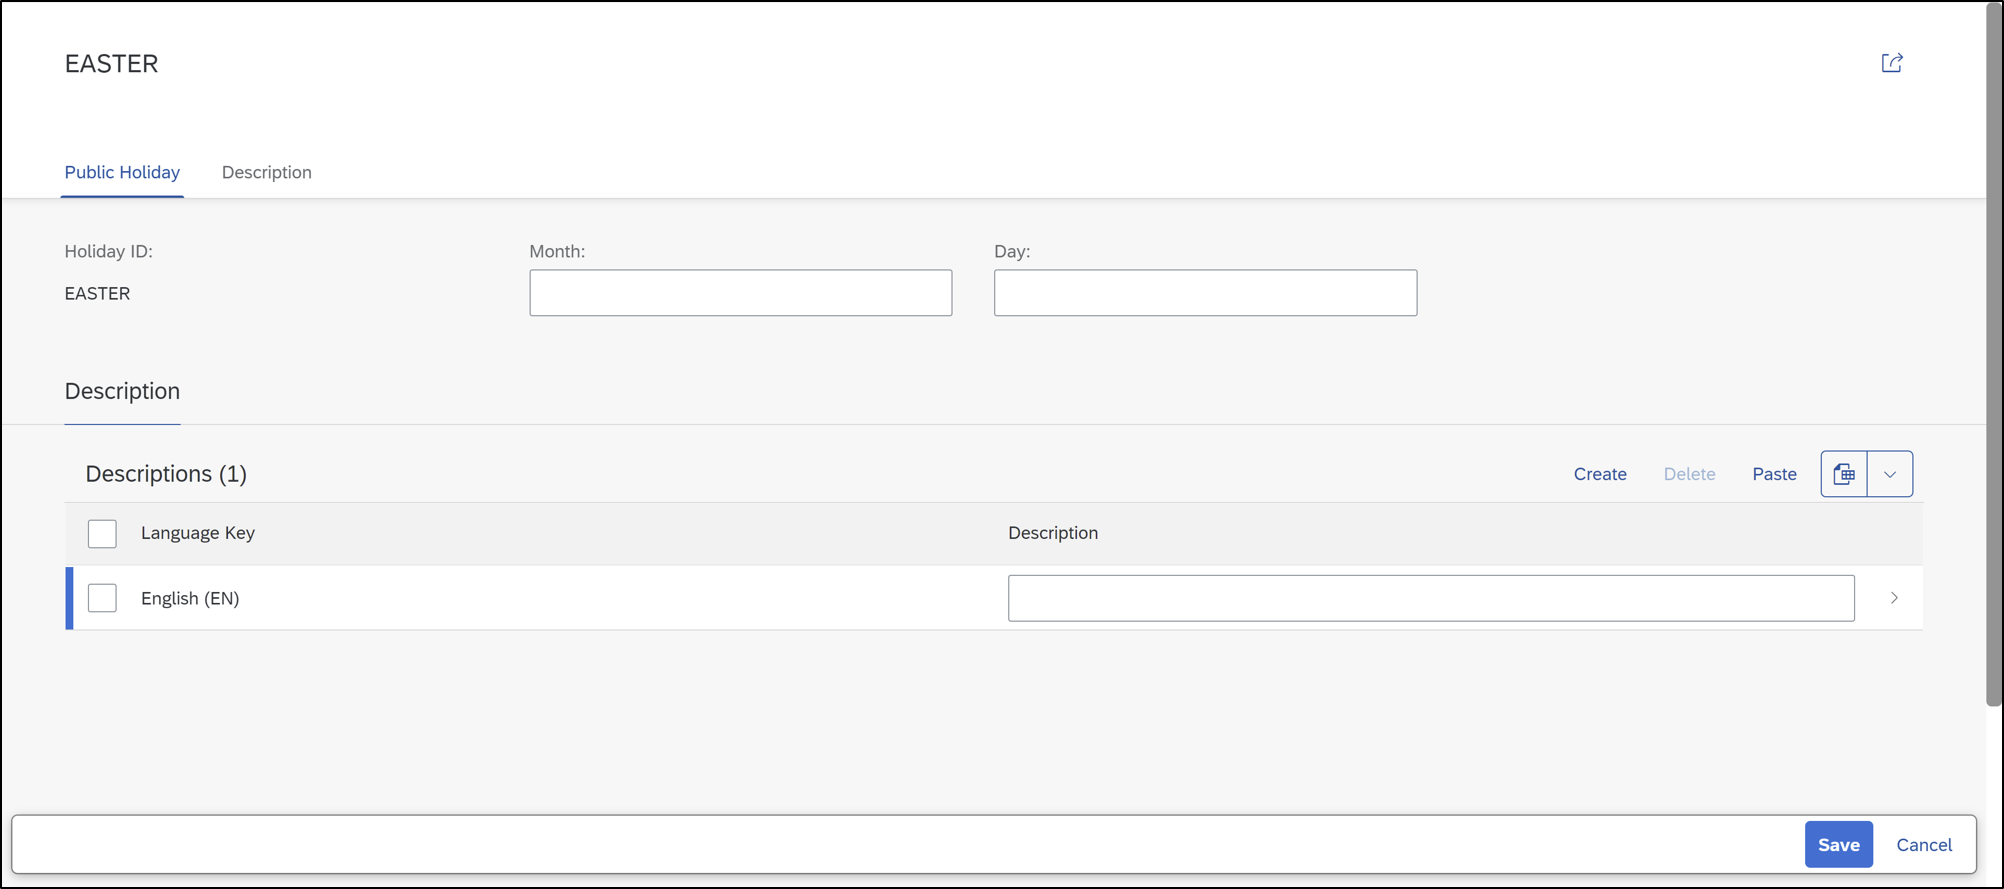 EASTER
Public Holiday Description
Holiday ID: Month: Day:
EASTER
Description
Descriptions (1) Create Delete Paste
Language Key Description
English (EN)
Save Cancel